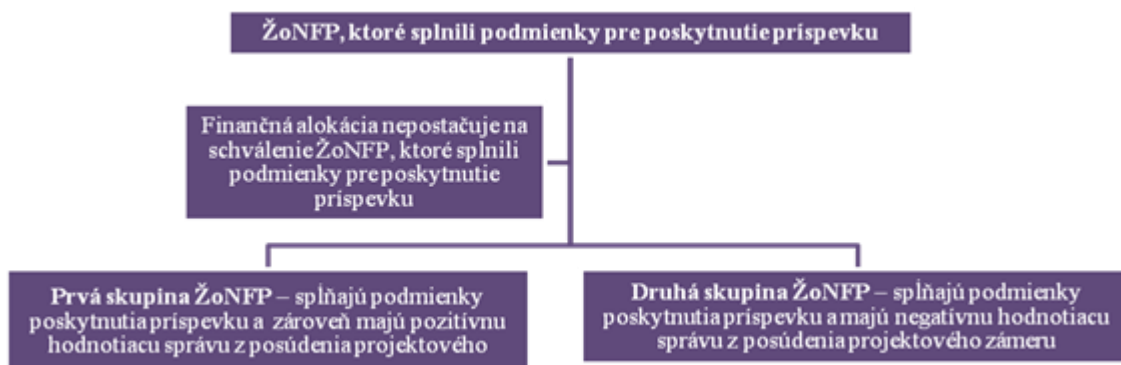 ŽoNFP, ktoré splnili podmienky pre poskytnutie príspevku
Finančná alokácia nepostačuje na
schválenie ŽoNFP, ktoré splnili
podmienky pre poskytnutie
príspevku
Prvá skupina ŽoNFP – spĺňajú podmienky
poskytnutia príspevku a zároveň majú pozitívnu
hodnotiacu správu z posúdenia projektového
Druhá skupina ŽoNFP – spĺňajú podmienky
poskytnutia príspevku a majú negatívnu hodnotiacu
správu z posúdenia projektového zámeru